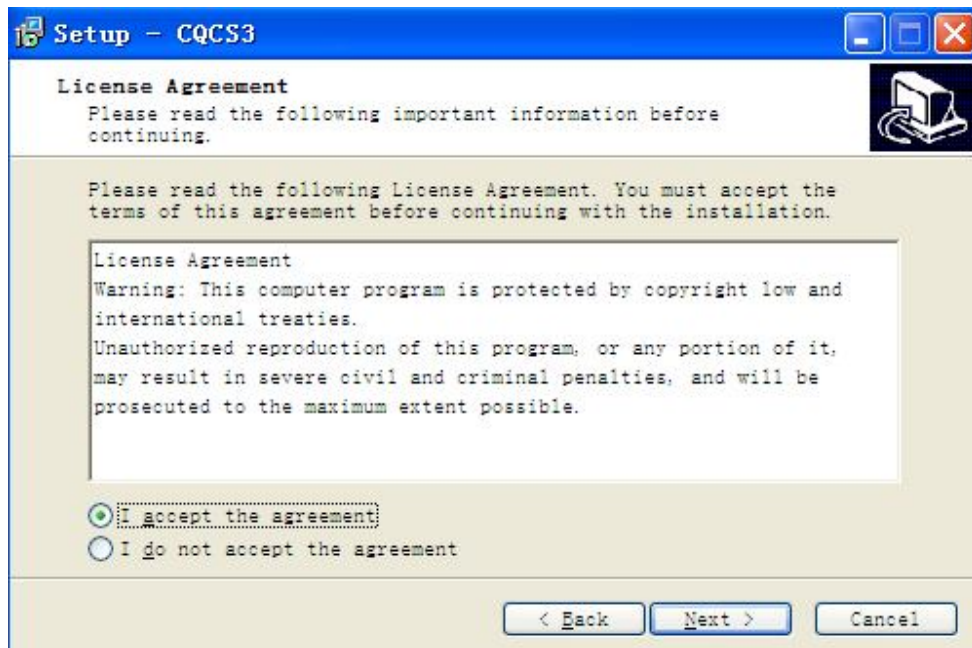 Setup - CQCS3
License Agreement
Please read the following important information before
continuing.
Please read the following License Agreement. You must accept the
terms of this agreement before continuing with the installation.
License Agreement
Warning: This computer program is protected by copyright low and
international treaties.
Unauthorized reproduction of this program, or any portion of it,
may result in severe civil and criminal penalties, and will be
prosecuted to the maximum extent possible.
I accept the agreement
I do not accept the agreement
< Back Next > Cancel